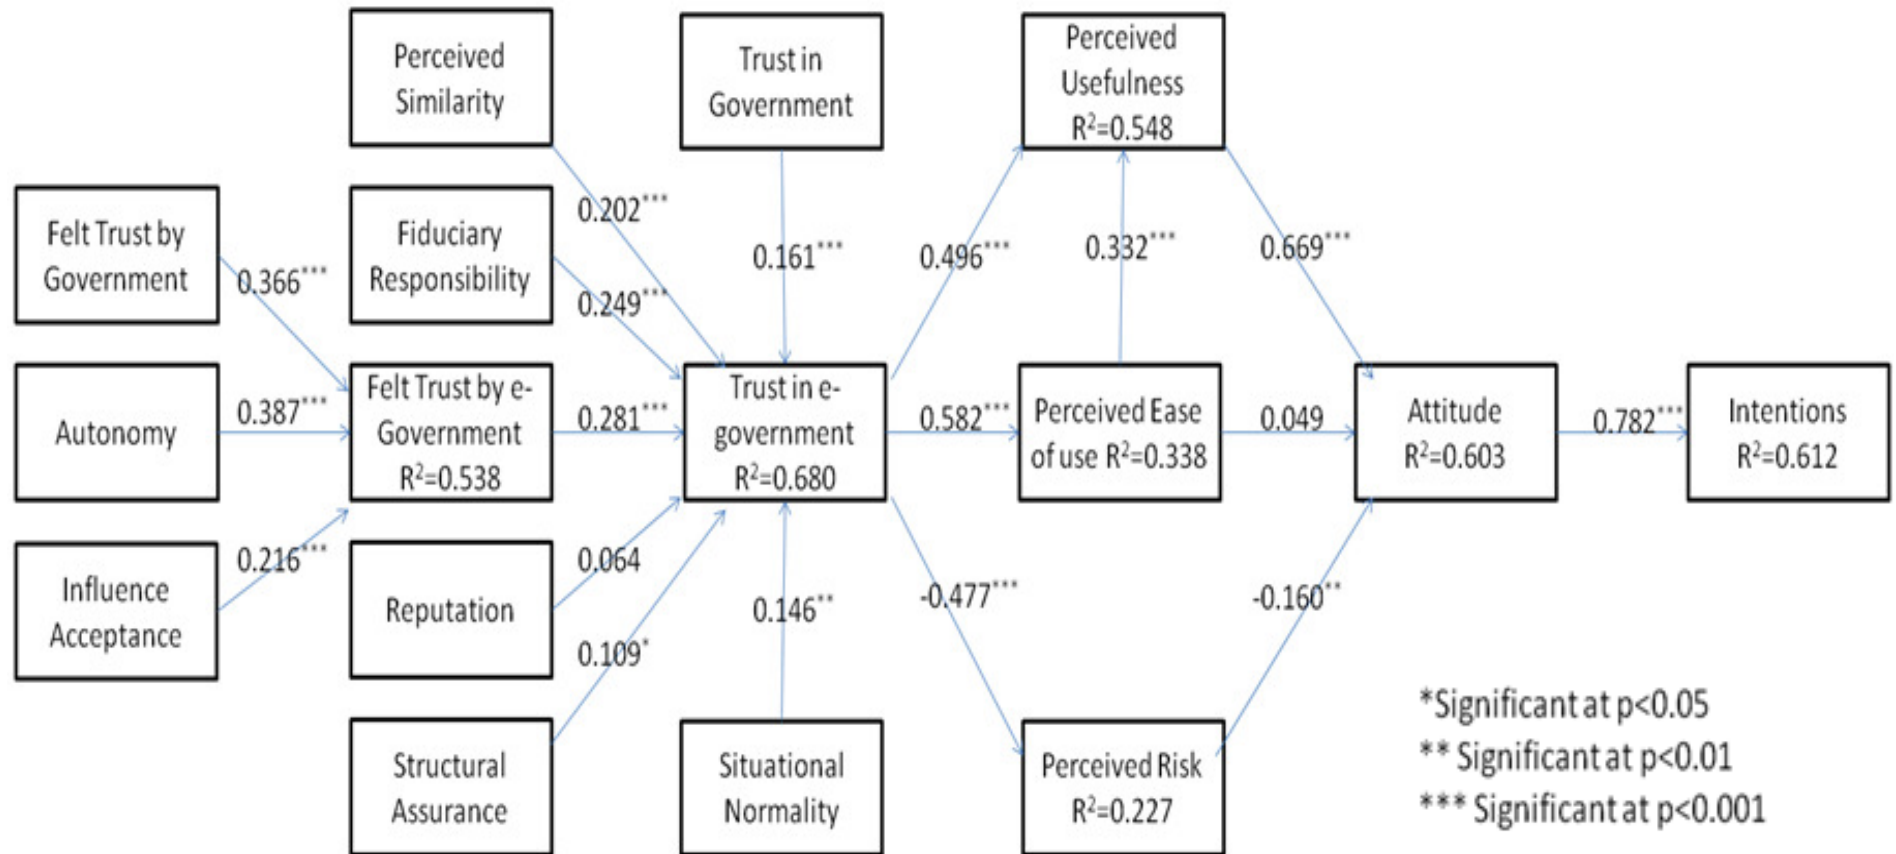 Perceived
Similarity
Trust in
Government
Perceived
Usefulness
R²=0.548
Felt Trust by
Government
0.366***
Fiduciary
Responsibility
0.202***
0.249***
0.161***
0.496***
0.332***
0.669***
Autonomy
0.387***
Felt Trust by e-
Government
R²=0.538
0.281***
Trust in e-
government
R²=0.680
0.582***
Perceived Ease
of use R²=0.338
0.049
Attitude
R²=0.603
0.782***
Intentions
R²=0.612
Influence
Acceptance
0.216***
Reputation
0.064
0.109*
0.146**
-0.477***
-0.160**
Structural
Assurance
Situational
Normality
Perceived Risk
R²=0.227
*Significant at p<0.05
** Significant at p<0.01
*** Significant at p<0.001